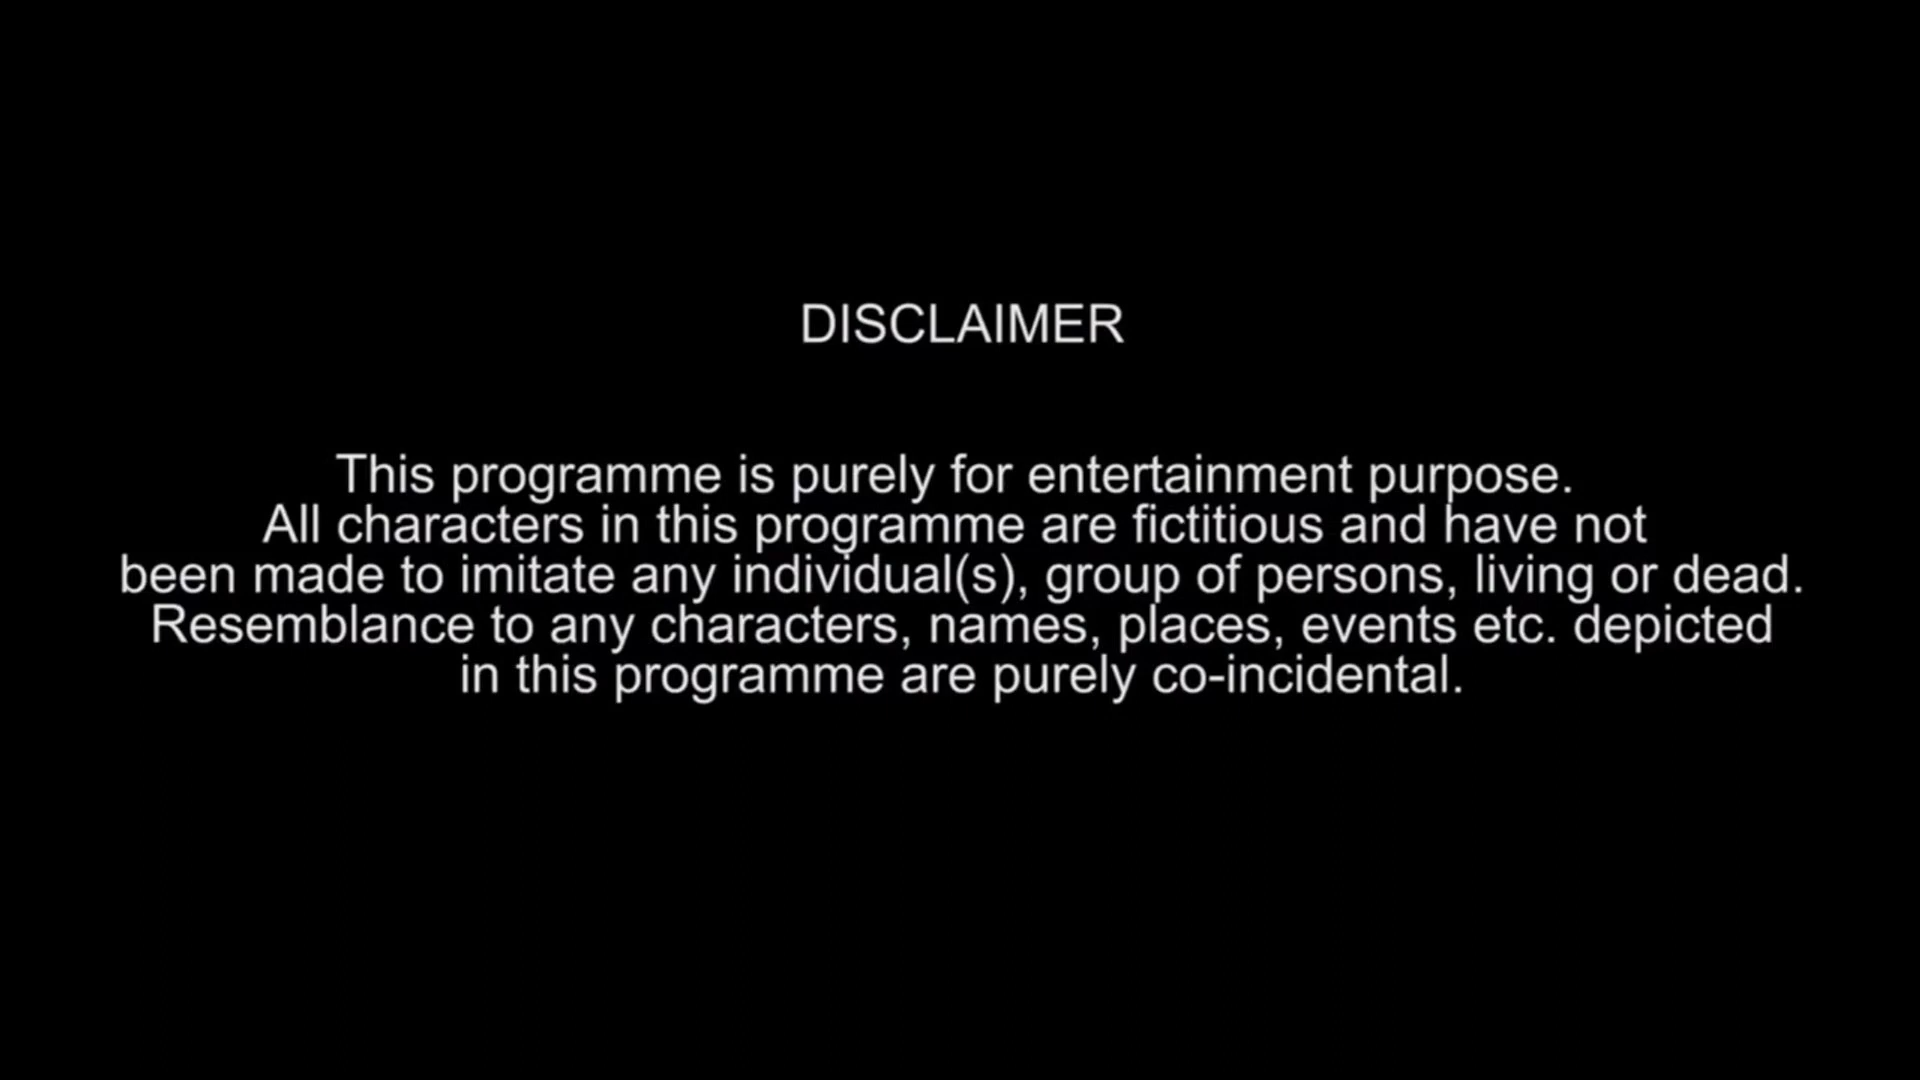 DISCLAIMER
This programme is purely for entertainment purpose.
All characters in this programme are fictitious and have not
been made to imitate any individual(s), group of persons, living or dead.
Resemblance to any characters, names, places, events etc. depicted
in this programme are purely co-incidental.